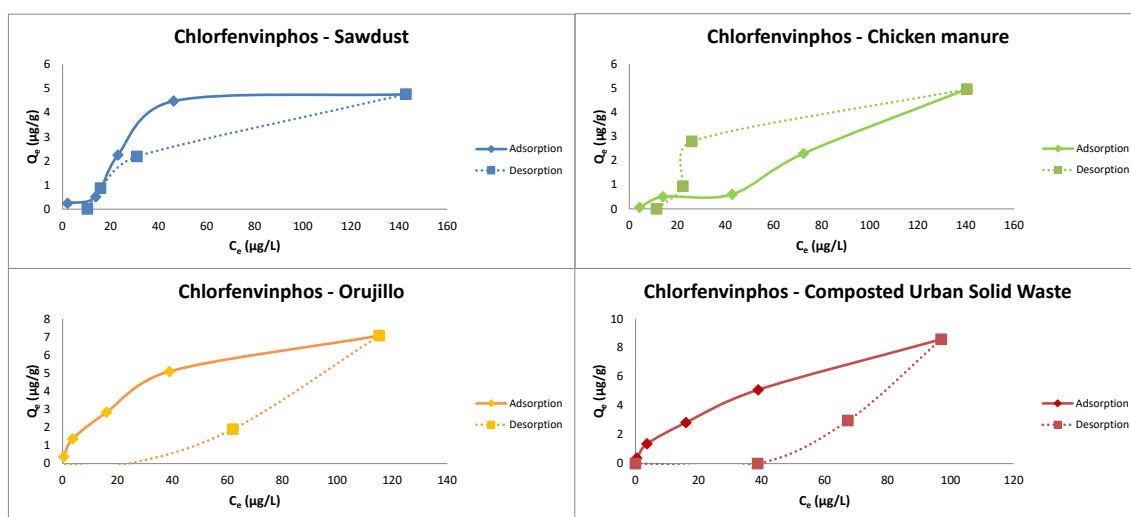 Chlorfenvinphos - Sawdust
6
5
4
3
2
1
0
Qe (µg/g)
0 20 40 60 80 100 120 140 160
Ce (µg/L)
Adsorption
Desorption
Chlorfenvinphos - Chicken manure
6
5
4
3
2
1
0
Qe (µg/g)
0 20 40 60 80 100 120 140 160
Ce (µg/L)
Adsorption
Desorption
Chlorfenvinphos - Orujillo
8
7
6
5
4
3
2
1
0
Qe (µg/g)
0 20 40 60 80 100 120 140
Ce (µg/L)
Adsorption
Desorption
Chlorfenvinphos - Composted Urban Solid Waste
10
8
6
4
2
0
Qe (µg/g)
0 20 40 60 80 100 120
Ce (µg/L)
Adsorption
Desorption